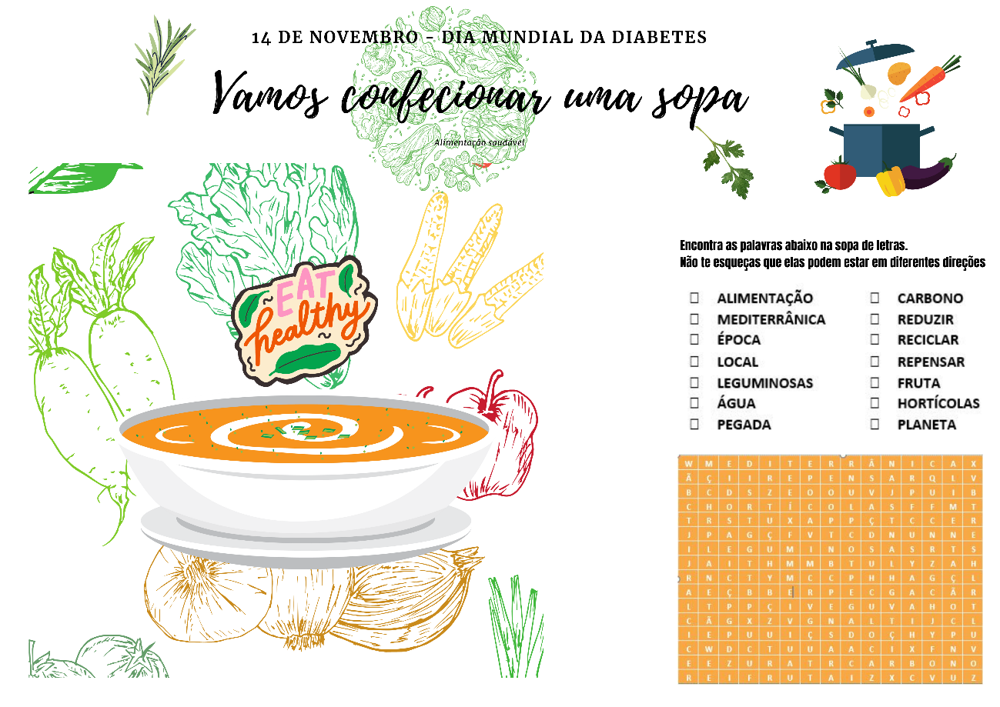 14 DE NOVEMBRO - DIA MUNDIAL DA DIABETES
Vamos confecionar uma sopa
Alimentação saudável
EAT
healthy
Encontra as palavras abaixo na sopa de letras.
Não te esqueças que elas podem estar em diferentes direções
ALIMENTAÇÃO
MEDITERRÂNICA
ÉPOCA
LOCAL
LEGUMINOSAS
ÁGUA
PEGADA
CARBONO
REDUZIR
RECICLAR
REPENSAR
FRUTA
HORTÍCOLAS
PLANETA
W M E D I T E R R Â N I C A X
Ã Ç I I R E P E N S A R Q L V
B C D S Z E O O U V J P U I B
C H O R T Í C O L A S F F M T
T R S T U X A P P Ç T C C E R
J P A G Ç F V T C D N U N N E
I L E G U M I N O S A S R T S
J A I T H M M B T U L Y Z A H
R N C T Y M C C P H H A G Ç L
A E Ç B B E R P E C G A C Ã R
L T P P Ç I V E G U V A H O T
C Ã G X Z V G N A L T I J C L
I E P U U I Ç S D O Ç H Y P U
C W D C T U U A A C I X F N V
E E Z U R A T R C A R B O N O
R E I F R U T A I Z X C V U Z